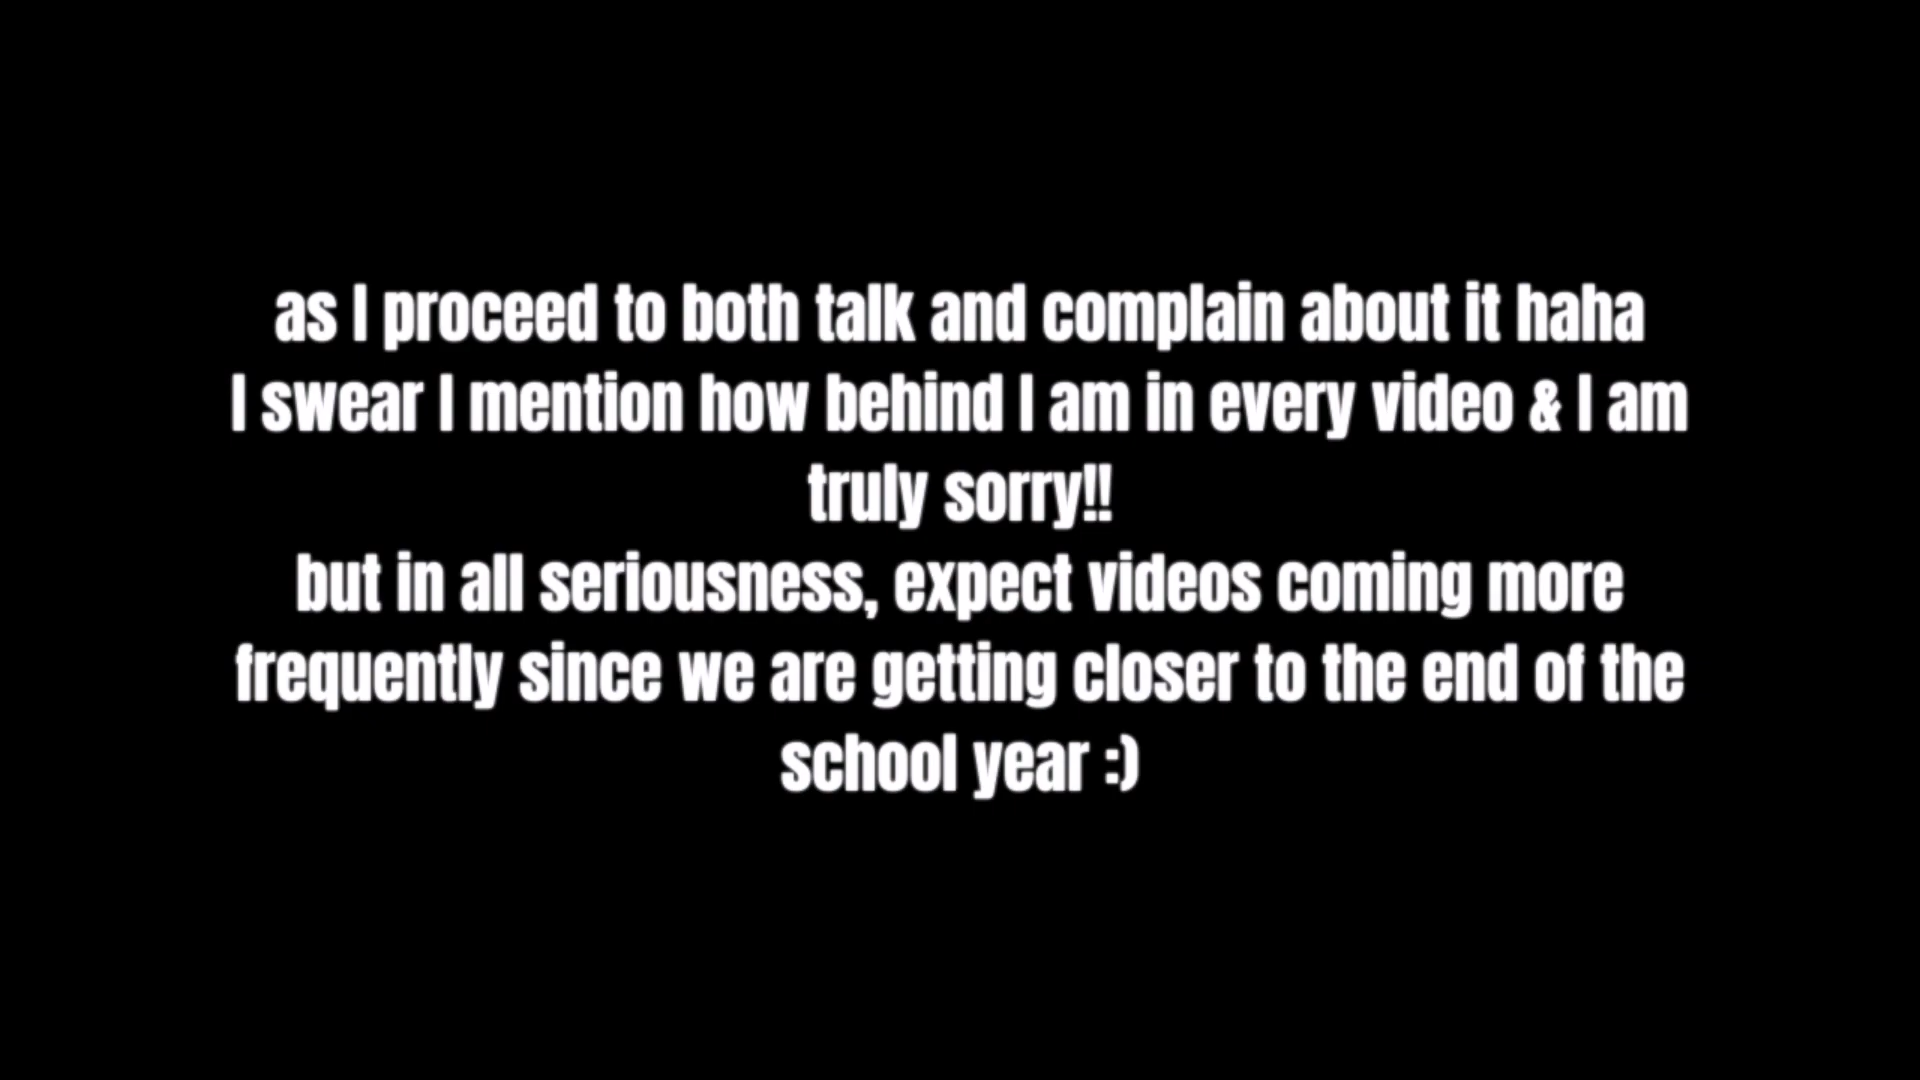 as I proceed to both talk and complain about it haha
I swear I mention how behind I am in every video & I am
truly sorry!!
but in all seriousness, expect videos coming more
frequently since we are getting closer to the end of the
school year :)